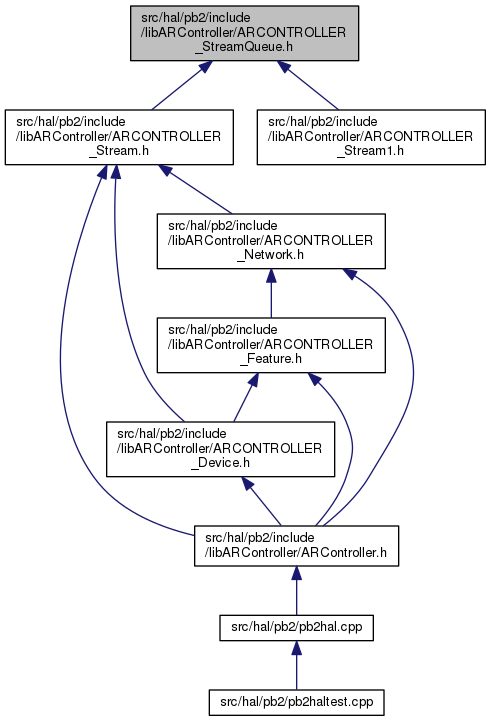 src/hal/pb2/include
/libARController/ARCONTROLLER
_StreamQueue.h
src/hal/pb2/include
/libARController/ARCONTROLLER
_Stream.h
src/hal/pb2/include
/libARController/ARCONTROLLER
_Stream1.h
src/hal/pb2/include
/libARController/ARCONTROLLER
_Network.h
src/hal/pb2/include
/libARController/ARCONTROLLER
_Feature.h
src/hal/pb2/include
/libARController/ARCONTROLLER
_Device.h
src/hal/pb2/include
/libARController/ARController.h
src/hal/pb2/pb2hal.cpp
src/hal/pb2/pb2haltest.cpp